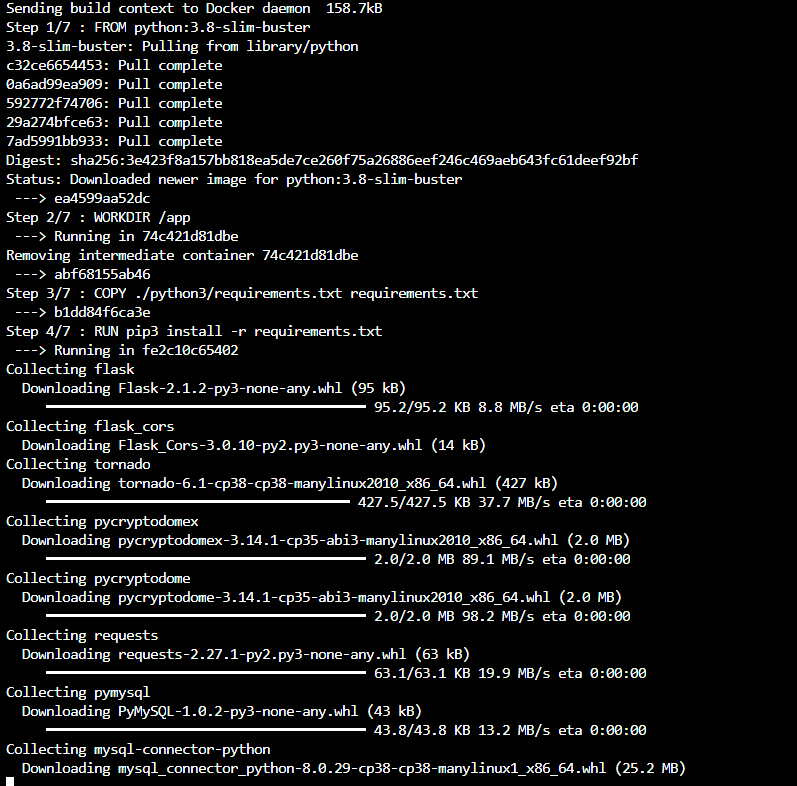 Sending build context to Docker daemon  158.7kB
Step 1/7 : FROM python:3.8-slim-buster
3.8-slim-buster: Pulling from library/python
c32ce6654453: Pull complete
0a6ad99ea909: Pull complete
592772f74706: Pull complete
29a274bfce63: Pull complete
7ad5991bb933: Pull complete
Digest: sha256:3e423f8a157bb818ea5de7ce260f75a26886eef246c469aeb643fc61deef92bf
Status: Downloaded newer image for python:3.8-slim-buster
 ---> ea4599aa52dc
Step 2/7 : WORKDIR /app
 ---> Running in 74c421d81dbe
Removing intermediate container 74c421d81dbe
 ---> abf68155ab46
Step 3/7 : COPY ./python3/requirements.txt requirements.txt
 ---> b1dd84f6ca3e
Step 4/7 : RUN pip3 install -r requirements.txt
 ---> Running in fe2c10c65402
Collecting flask
  Downloading Flask-2.1.2-py3-none-any.whl (95 kB)
95.2/95.2 KB 8.8 MB/s eta 0:00:00
Collecting flask_cors
  Downloading Flask_Cors-3.0.10-py2.py3-none-any.whl (14 kB)
Collecting tornado
  Downloading tornado-6.1-cp38-cp38-manylinux2010_x86_64.whl (427 kB)
427.5/427.5 KB 37.7 MB/s eta 0:00:00
Collecting pycryptodomex
  Downloading pycryptodomex-3.14.1-cp35-abi3-manylinux2010_x86_64.whl (2.0 MB)
2.0/2.0 MB 89.1 MB/s eta 0:00:00
Collecting pycryptodome
  Downloading pycryptodome-3.14.1-cp35-abi3-manylinux2010_x86_64.whl (2.0 MB)
2.0/2.0 MB 98.2 MB/s eta 0:00:00
Collecting requests
  Downloading requests-2.27.1-py2.py3-none-any.whl (63 kB)
63.1/63.1 KB 19.9 MB/s eta 0:00:00
Collecting pymysql
  Downloading PyMySQL-1.0.2-py3-none-any.whl (43 kB)
43.8/43.8 KB 13.2 MB/s eta 0:00:00
Collecting mysql-connector-python
  Downloading mysql_connector_python-8.0.29-cp38-cp38-manylinux1_x86_64.whl (25.2 MB)